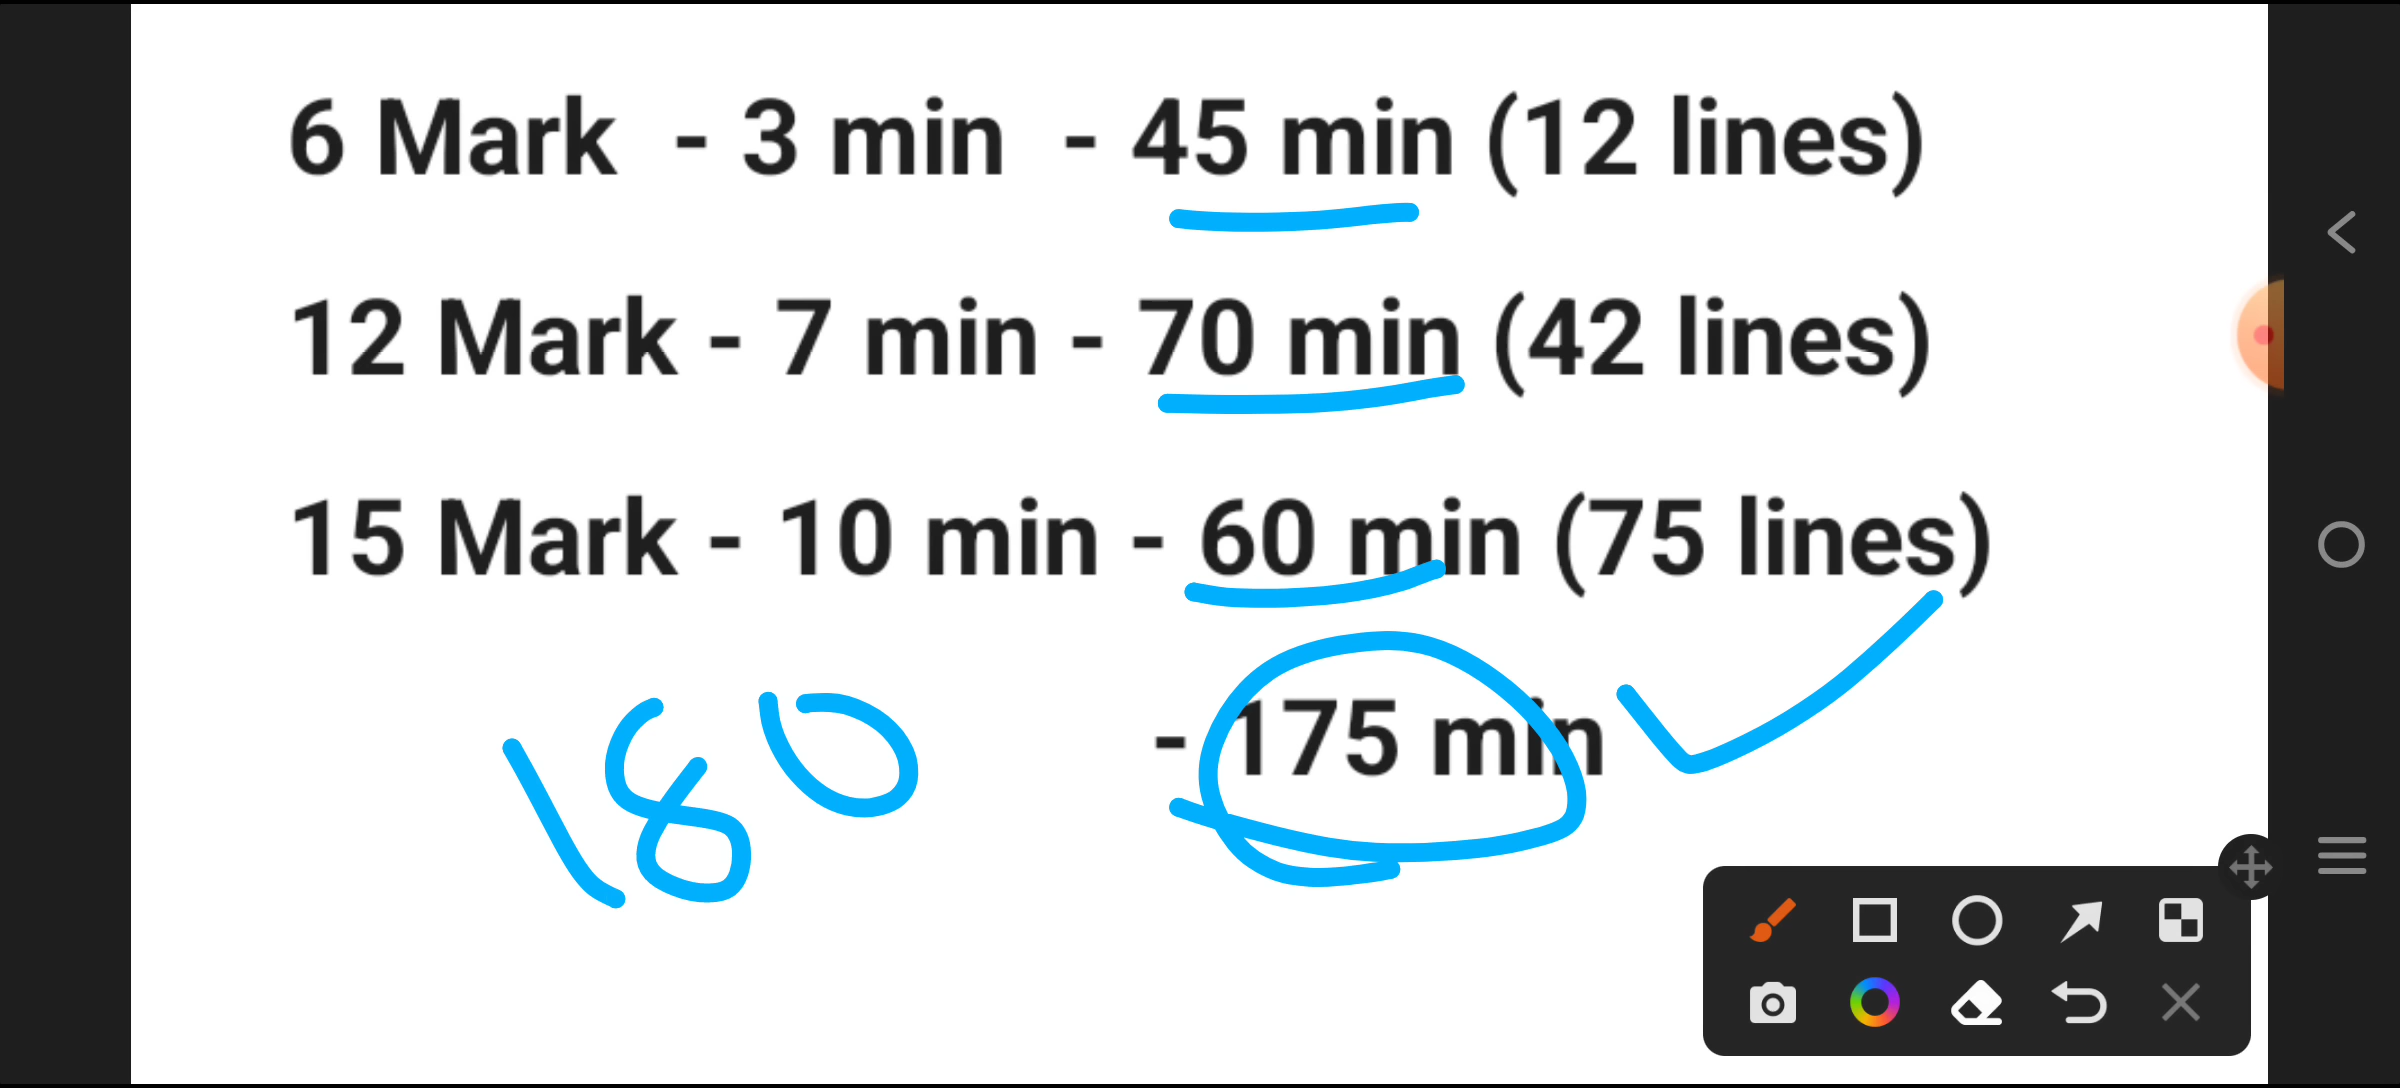 6 Mark - 3 min - 45 min (12 lines)
12 Mark - 7 min - 70 min (42 lines)
15 Mark - 10 min - 60 min (75 lines)
180 - 175 min